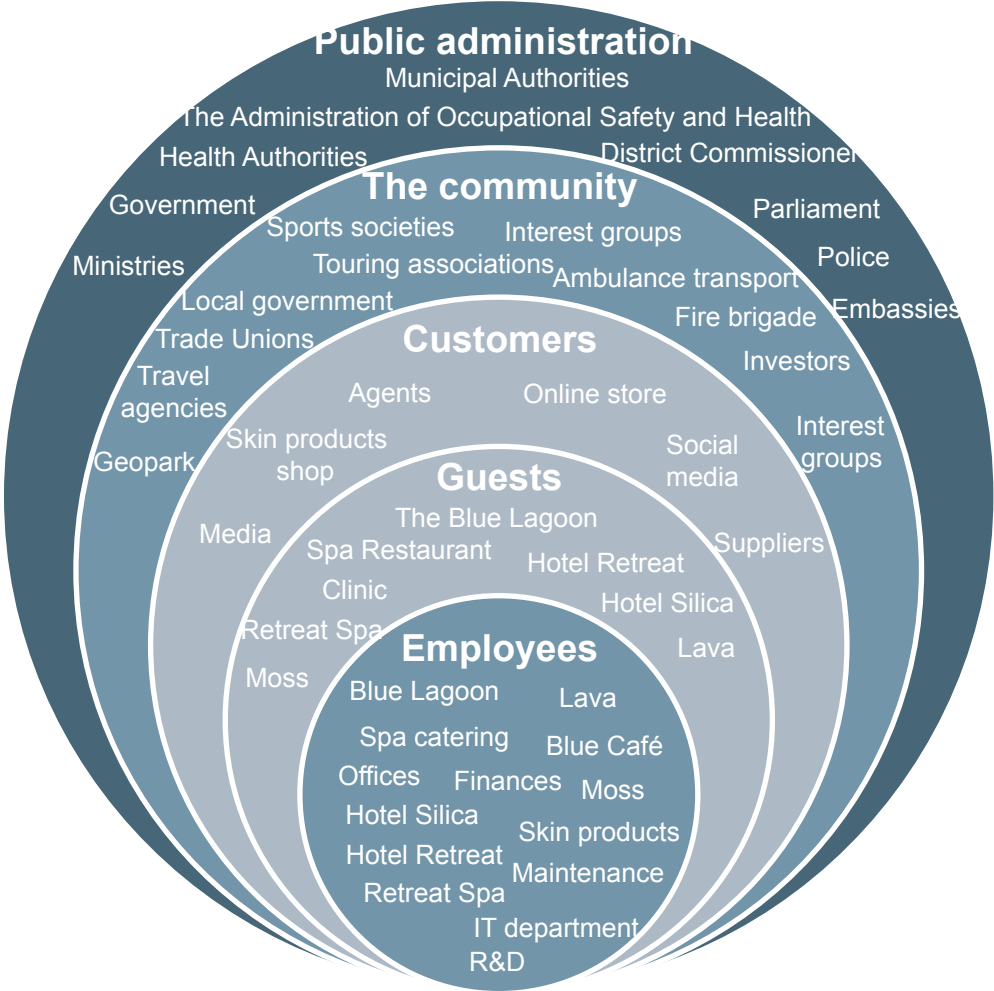 Public administration
Municipal Authorities
The Administration of Occupational Safety and Health
Health Authorities
District Commissioner
Government
Parliament
Ministries
Police
Embassies
The community
Sports societies
Interest groups
Touring associations
Ambulance transport
Local government
Fire brigade
Trade Unions
Investors
Travel
agencies
Interest
groups
Geopark
Customers
Agents
Online store
Skin products
shop
Social
media
Media
Suppliers
Guests
The Blue Lagoon
Spa Restaurant
Hotel Retreat
Clinic
Hotel Silica
Retreat Spa
Lava
Moss
Employees
Blue Lagoon
Lava
Spa catering
Blue Café
Offices
Finances
Moss
Hotel Silica
Skin products
Hotel Retreat
Maintenance
Retreat Spa
IT department
R&D